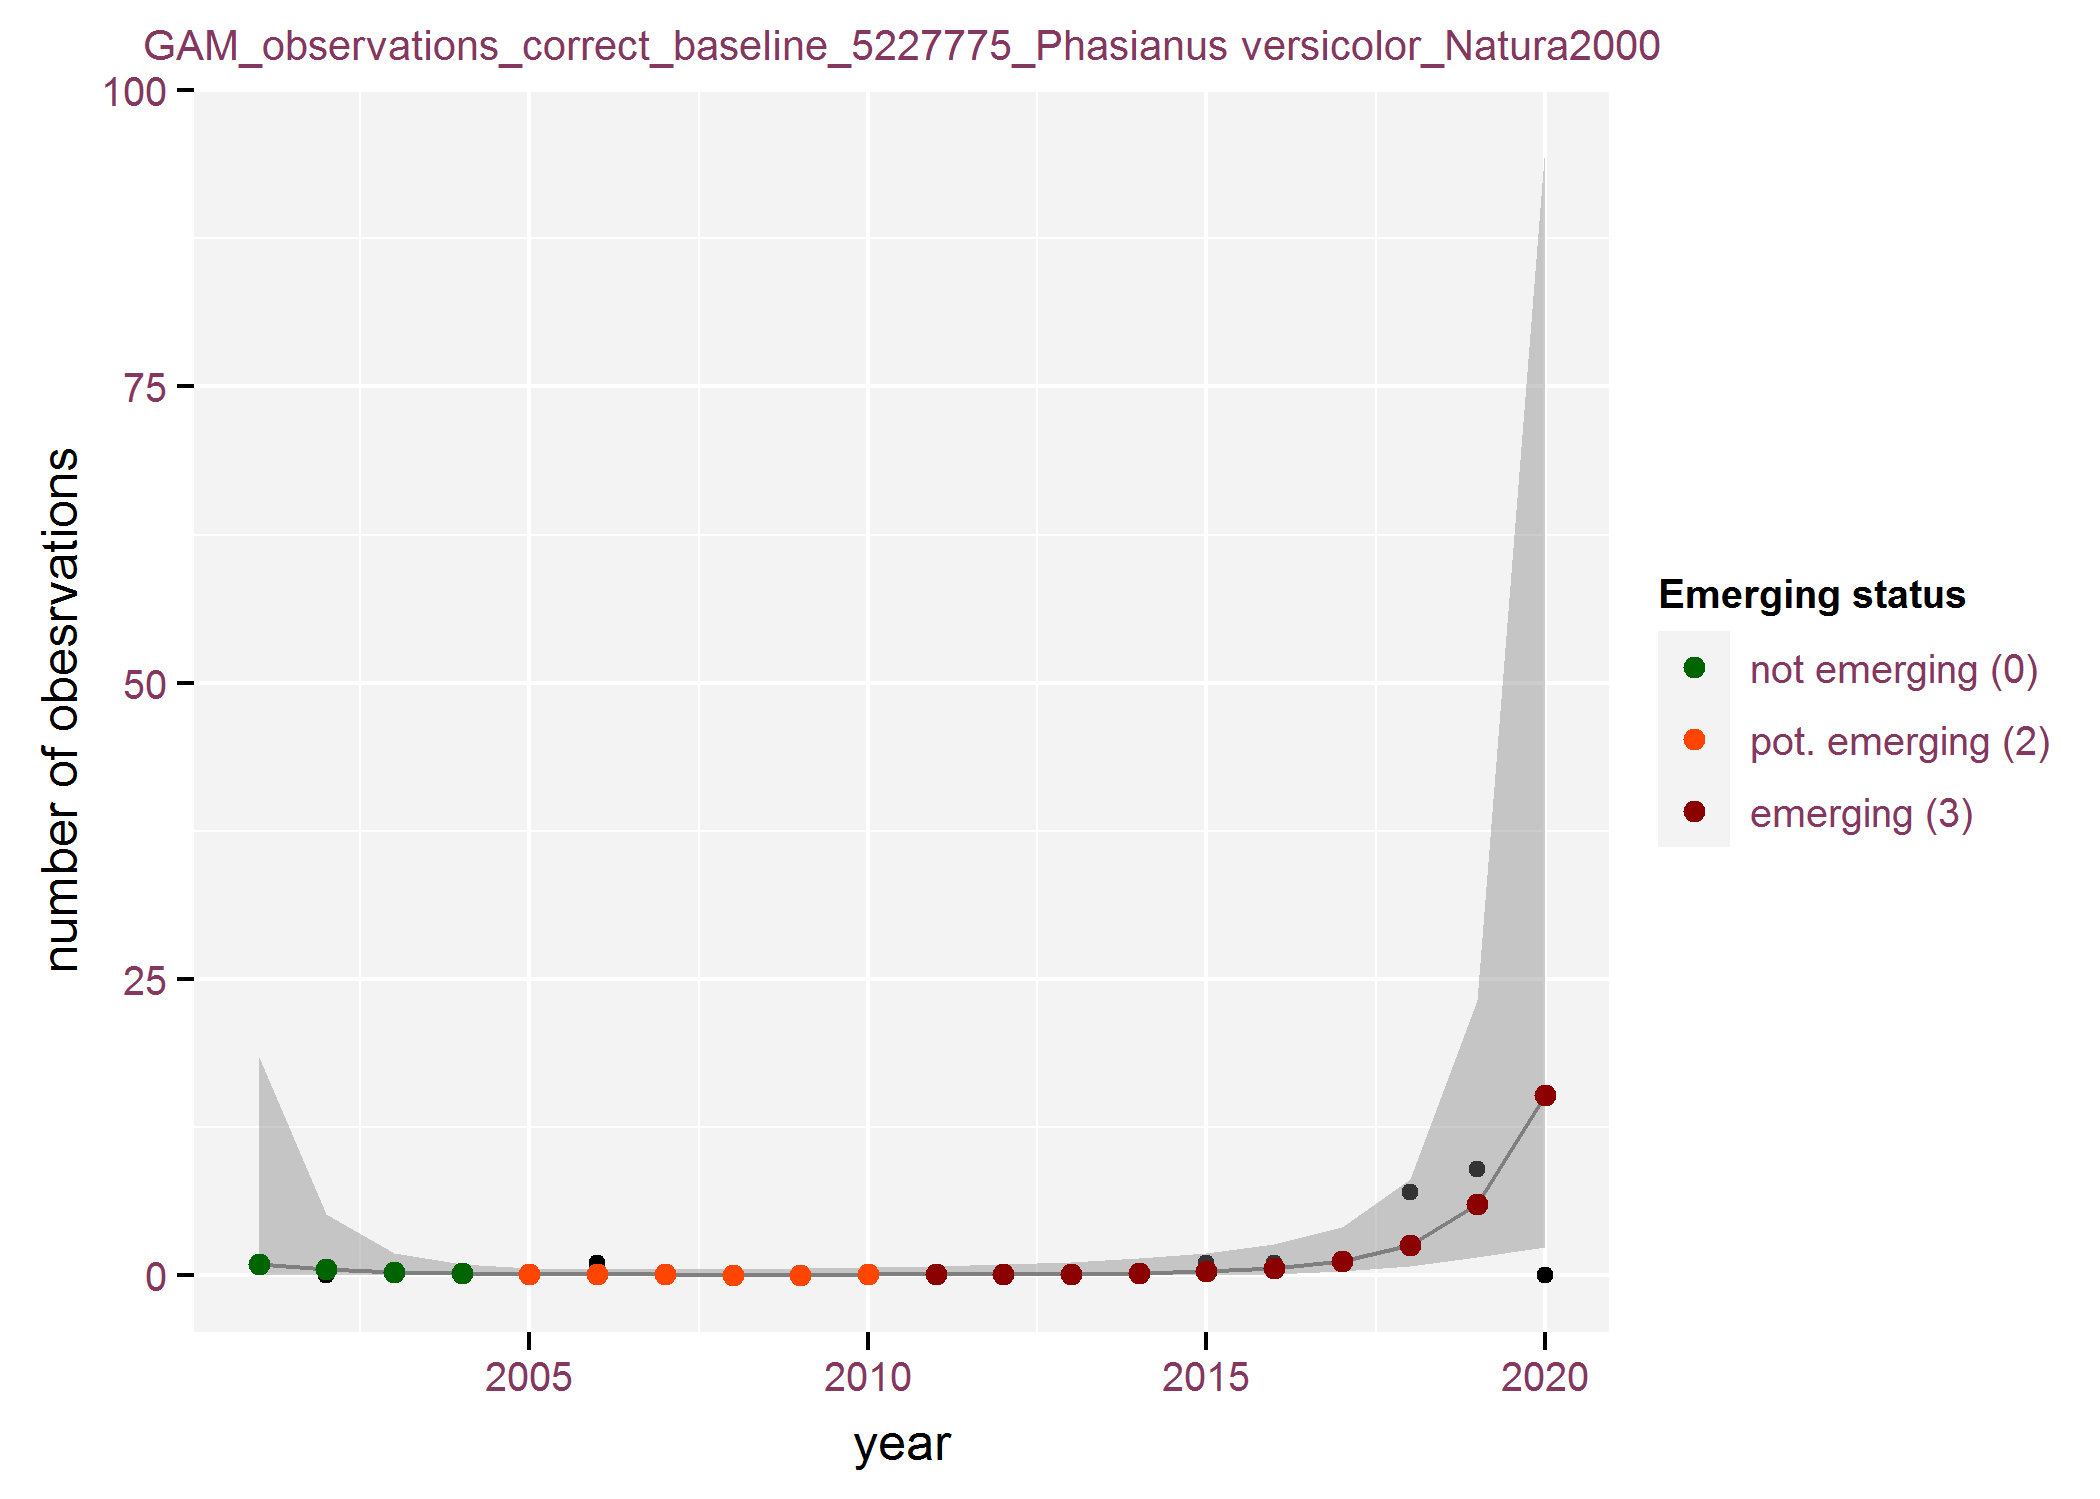 GAM_observations_correct_baseline_5227775_Phasianus versicolor_Natura2000
100
75
50
25
0
number of obesrvations
2005
2010
2015
2020
year
Emerging status
not emerging (0)
pot. emerging (2)
emerging (3)